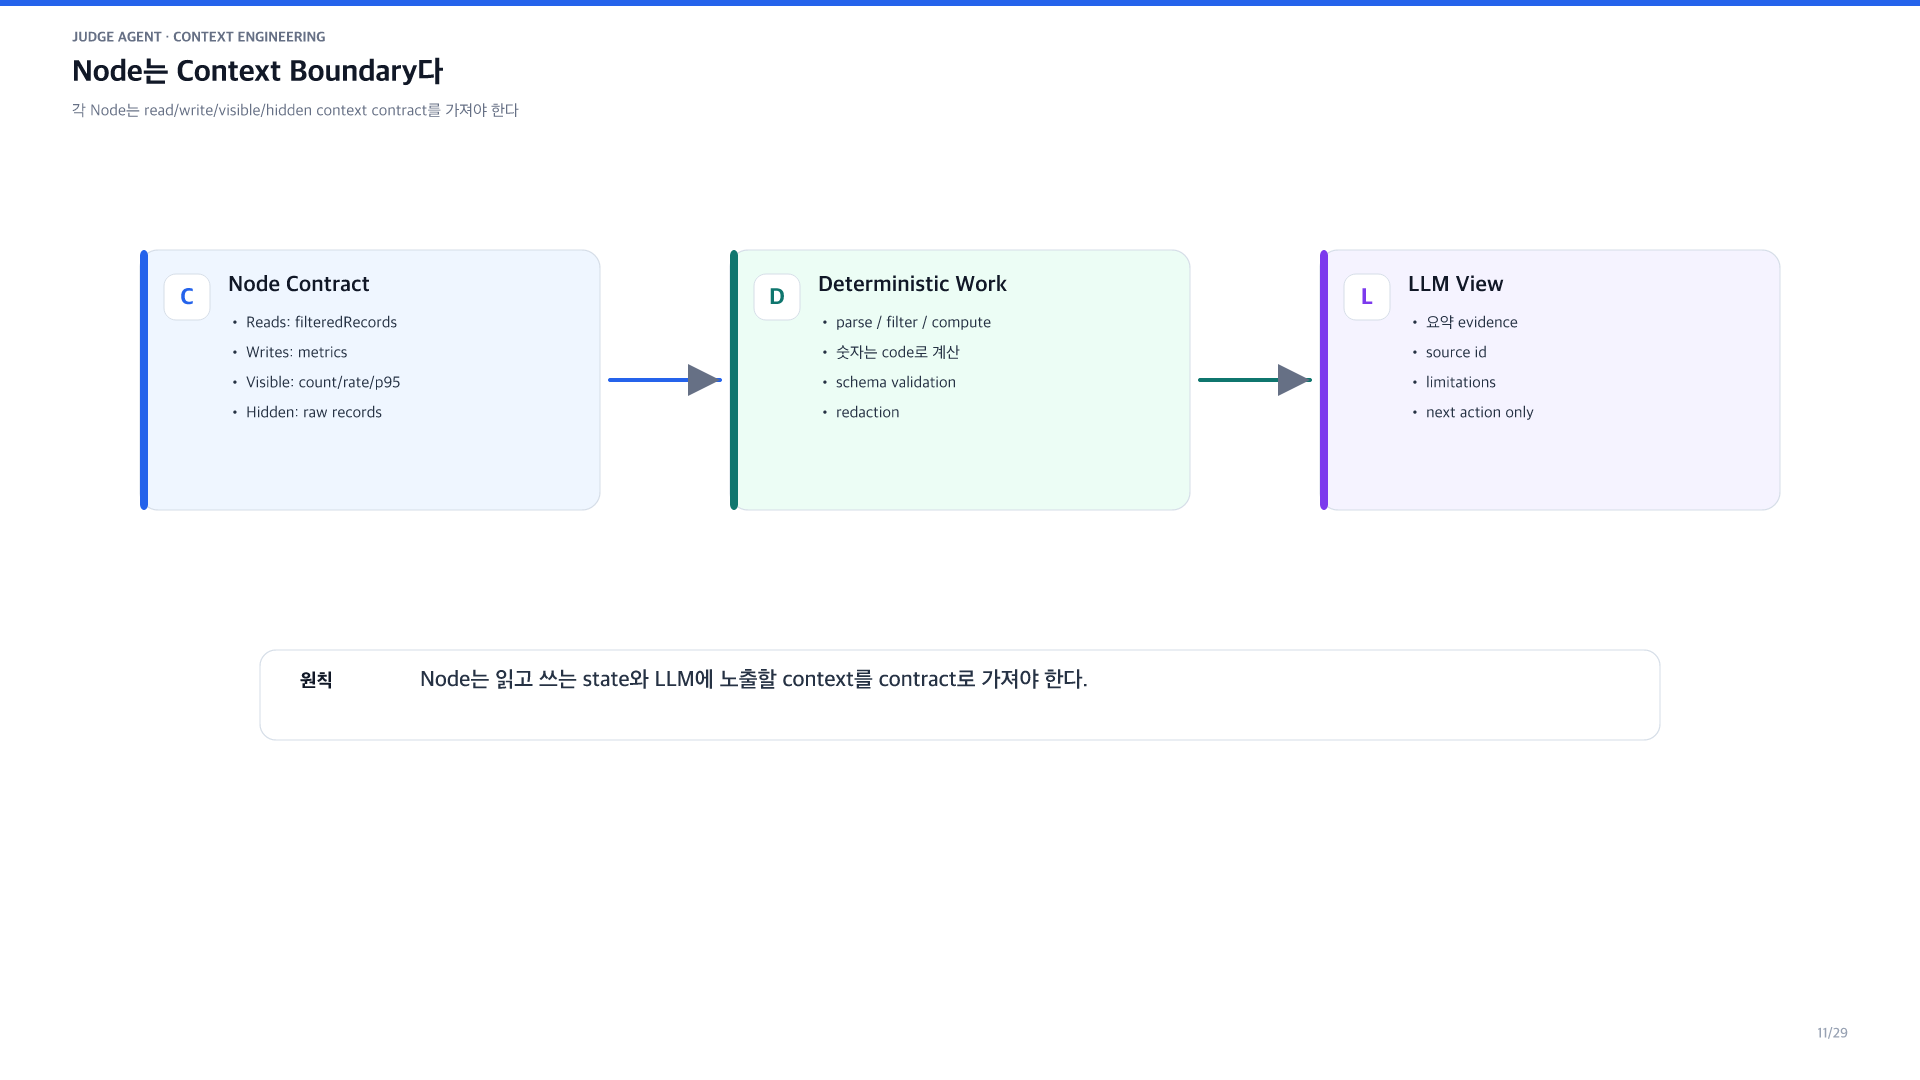 JUDGE AGENT · CONTEXT ENGINEERING
Node는 Context Boundary다
각 Node는 read/write/visible/hidden context contract를 가져야 한다
C
Node Contract
• Reads: filteredRecords
• Writes: metrics
• Visible: count/rate/p95
• Hidden: raw records
D
Deterministic Work
• parse / filter / compute
• 숫자는 code로 계산
• schema validation
• redaction
L
LLM View
• 요약 evidence
• source id
• limitations
• next action only
원칙
Node는 읽고 쓰는 state와 LLM에 노출할 context를 contract로 가져야 한다.
11/29